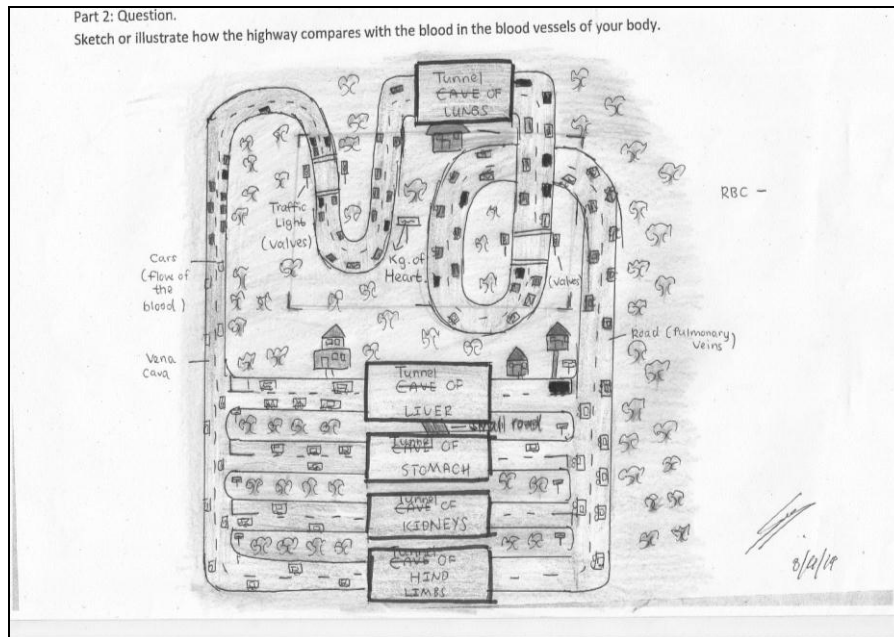 Part 2: Question.
Sketch or illustrate how the highway compares with the blood in the blood vessels of your body.
Tunnel
CAVE OF
LUNGS
RBC -
Traffic
Light
(valves)
Kg. of
Heart.
(valves)
Cars
(flow of
the
blood)
Vena
Cava
Road (Pulmonary
Veins)
Tunnel
CAVE OF
LIVER
small road
Tunnel
CAVE OF
STOMACH
Tunnel
CAVE OF
KIDNEYS
Tunnel
CAVE OF
HIND
LIMBS